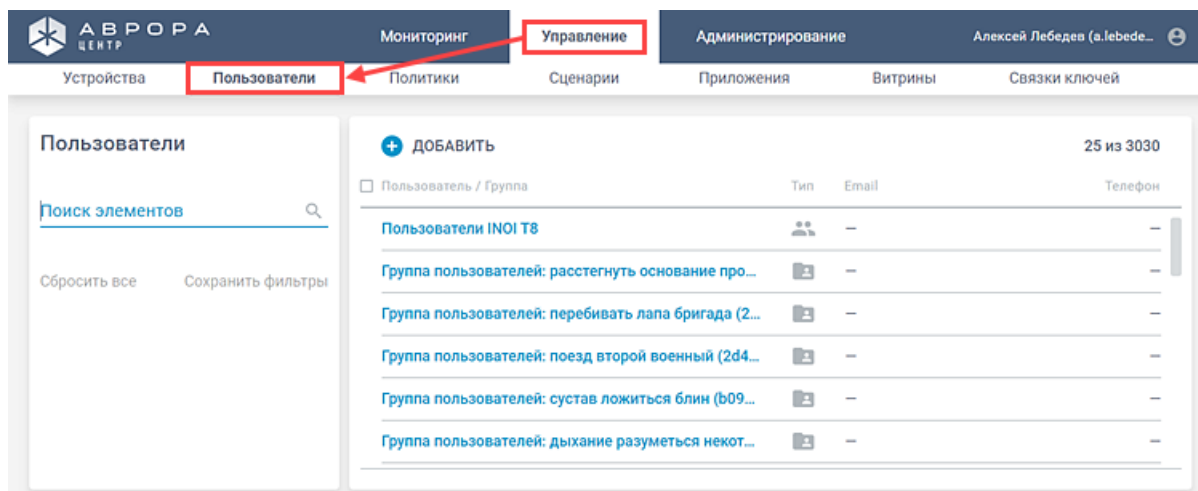 АВРОРА
ЦЕНТР
Мониторинг Управление Администрирование Алексей Лебедев (a.lebede...
Устройства Пользователи Политики Сценарии Приложения Витрины Связки ключей
Пользователи
Поиск элементов
Сбросить все Сохранить фильтры
ДОБАВИТЬ 25 из 3030
Пользователь / Группа Тип Email Телефон
Пользователи INOI T8 — —
Группа пользователей: расстегнуть основание про... — —
Группа пользователей: перебивать лапа бригада (2... — —
Группа пользователей: поезд второй военный (2d4... — —
Группа пользователей: сустав ложиться блин (b09... — —
Группа пользователей: дыхание разуметься некот... — —